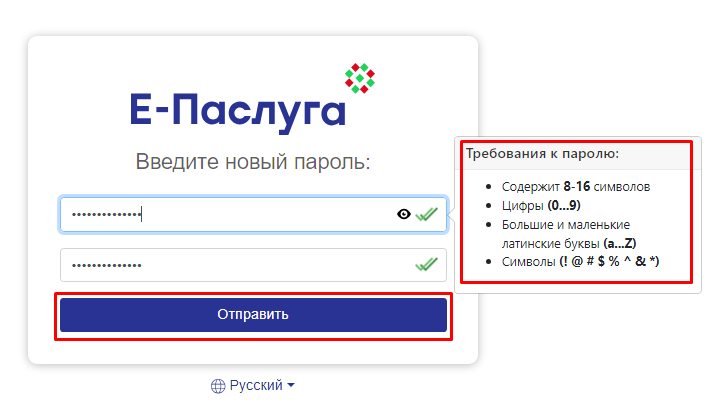 Е-Паслуга
Введите новый пароль:
••••••••••••••
••••••••••••••
Отправить
Русский
Требования к паролю:
Содержит 8-16 символов
Цифры (0...9)
Большие и маленькие
латинские буквы (a...Z)
Символы (! @ # $ % ^ & *)